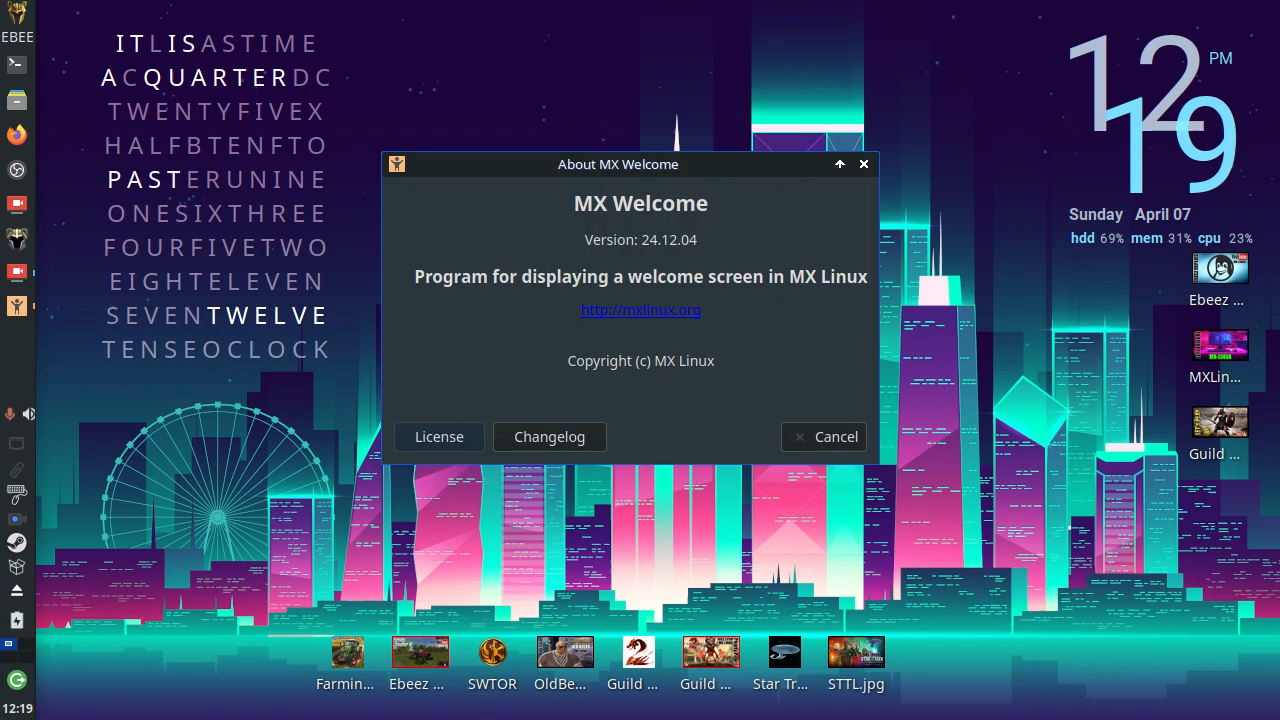 EBEE
ITLISASTIME
ACQUARTERDC
TWENTYFIVEX
HALFBTENFTO
PASTERUNINE
ONESIXTHREE
FOURFIVETWO
EIGHTELEVEN
SEVENTWELVE
TENSEOCLOCK
12 PM
19
Sunday April 07
hdd 69% mem 31% cpu 23%
About MX Welcome
MX Welcome
Version: 24.12.04
Program for displaying a welcome screen in MX Linux
http://mxlinux.org
Copyright (c) MX Linux
License
Changelog
Cancel
Ebeez ...
MXLin...
Guild ...
Farmin...
Ebeez ...
SWTOR
OldBe...
Guild ...
Guild ...
Star Tr...
STTL.jpg
12:19